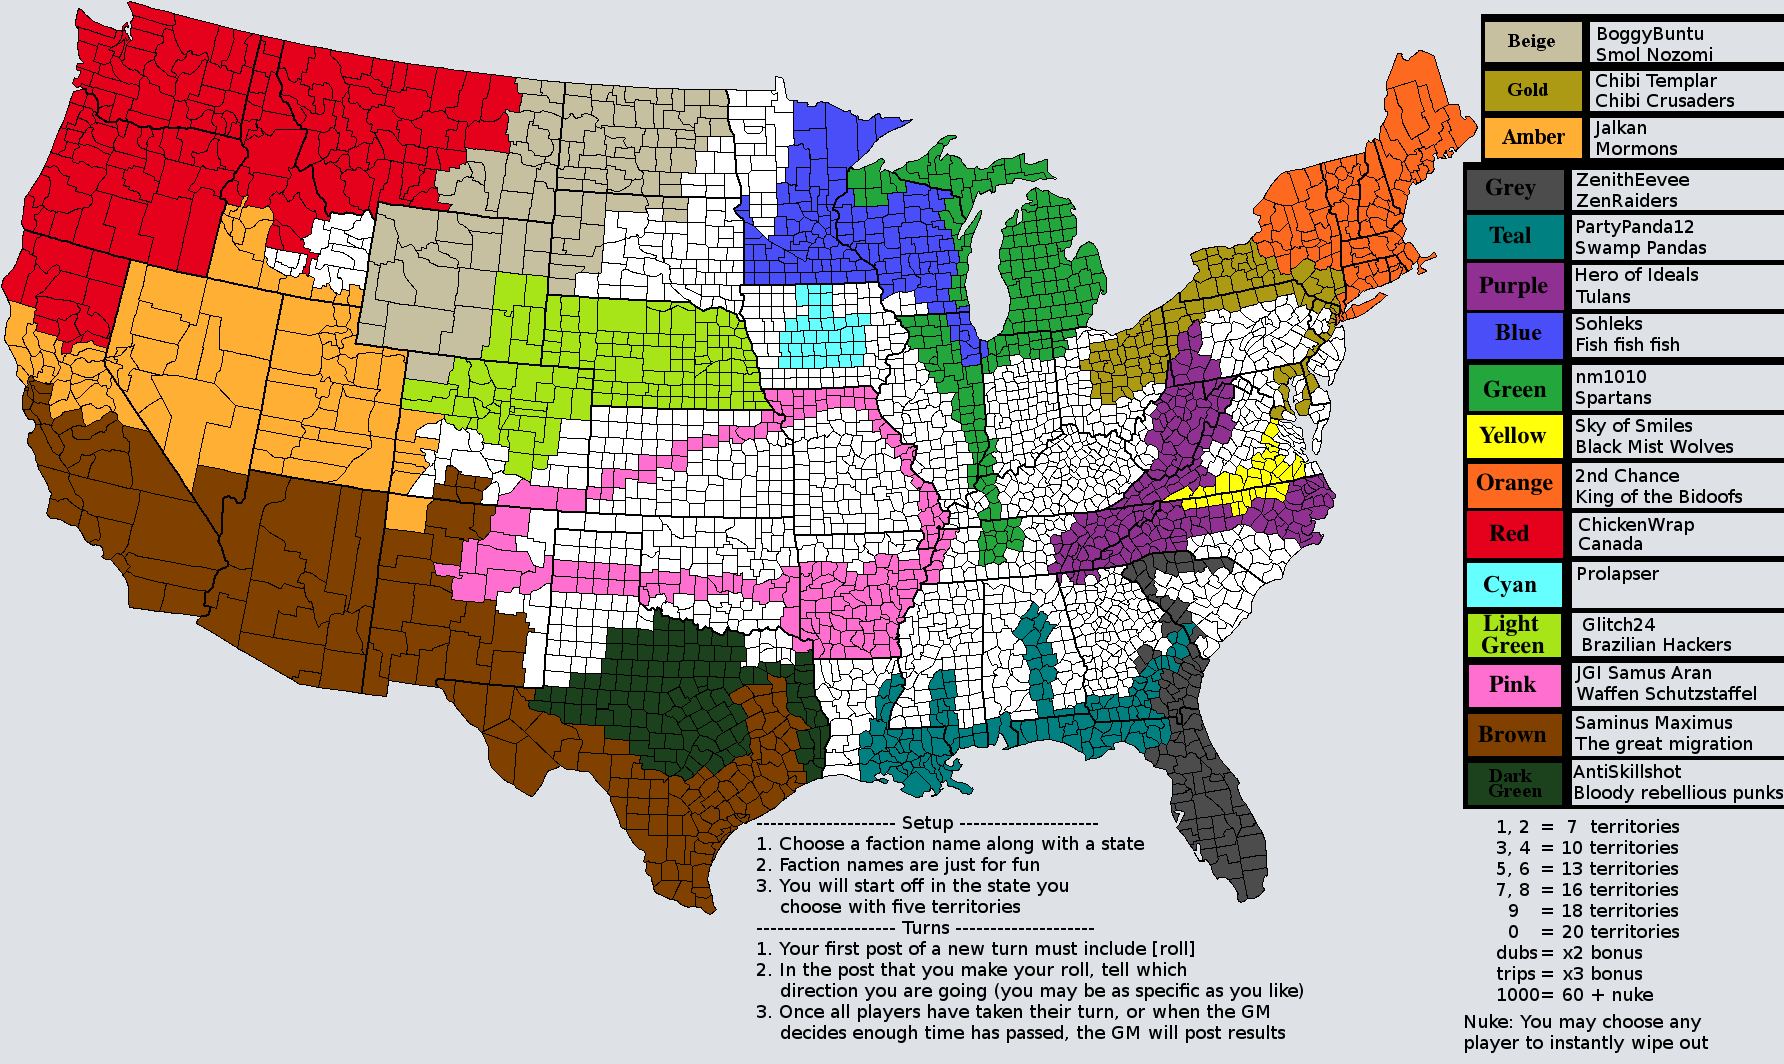 Beige
BoggyBuntu
Smol Nozomi
Gold
Chibi Templar
Chibi Crusaders
Amber
Jalkan
Mormons
Grey
ZenithEevee
ZenRaiders
Teal
PartyPanda12
Swamp Pandas
Purple
Hero of Ideals
Tulans
Blue
Sohleks
Fish fish fish
Green
nm1010
Spartans
Yellow
Sky of Smiles
Black Mist Wolves
Orange
2nd Chance
King of the Bidoofs
Red
ChickenWrap
Canada
Cyan
Prolapser
Light
Green
Glitch24
Brazilian Hackers
Pink
JGI Samus Aran
Waffen Schutzstaffel
Brown
Saminus Maximus
The great migration
Dark
Green
AntiSkillshot
Bloody rebellious punks
-------------------- Setup --------------------
1. Choose a faction name along with a state
2. Faction names are just for fun
3. You will start off in the state you
choose with five territories
-------------------- Turns --------------------
1. Your first post of a new turn must include [roll]
2. In the post that you make your roll, tell which
direction you are going (you may be as specific as you like)
3. Once all players have taken their turn, or when the GM
decides enough time has passed, the GM will post results
1, 2 = 7 territories
3, 4 = 10 territories
5, 6 = 13 territories
7, 8 = 16 territories
9 = 18 territories
0 = 20 territories
dubs= x2 bonus
trips = x3 bonus
1000= 60 + nuke
Nuke: You may choose any
player to instantly wipe out